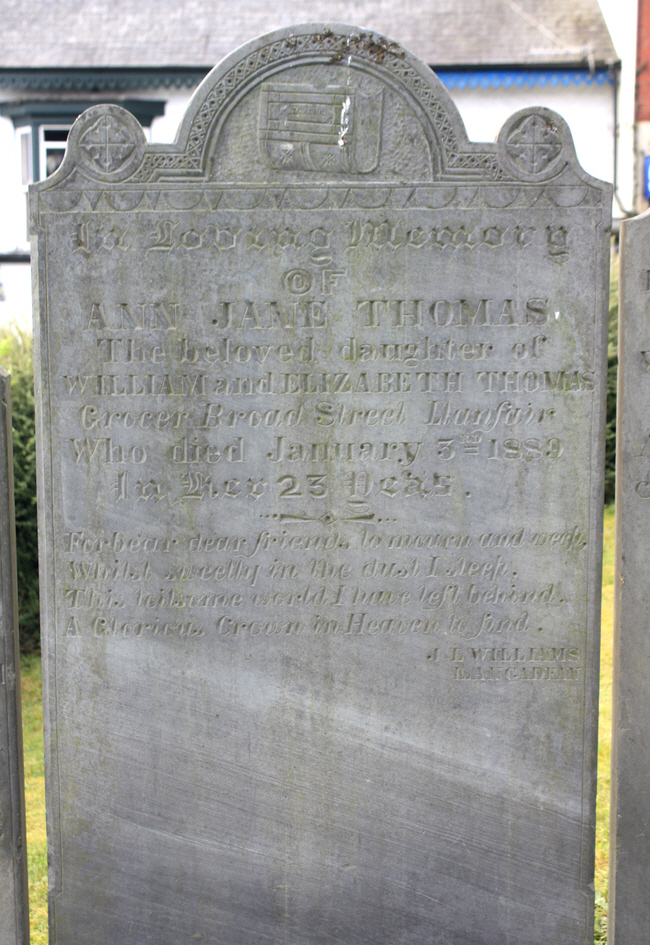 In Loving Memory
OF
ANN JANE THOMAS
The beloved daughter of
WILLIAM and ELIZABETH THOMAS
Grocer Broad Street Llanfair
Who died January 3rd 1889
In Her 23 Year.
Forbear dear friends to mourn and weep,
Whilst sweetly in the dust I sleep.
This toilsome world I have left behind.
A Glorious Crown in Heaven to find.
J.L. WILLIAMS
LLANGADFAN